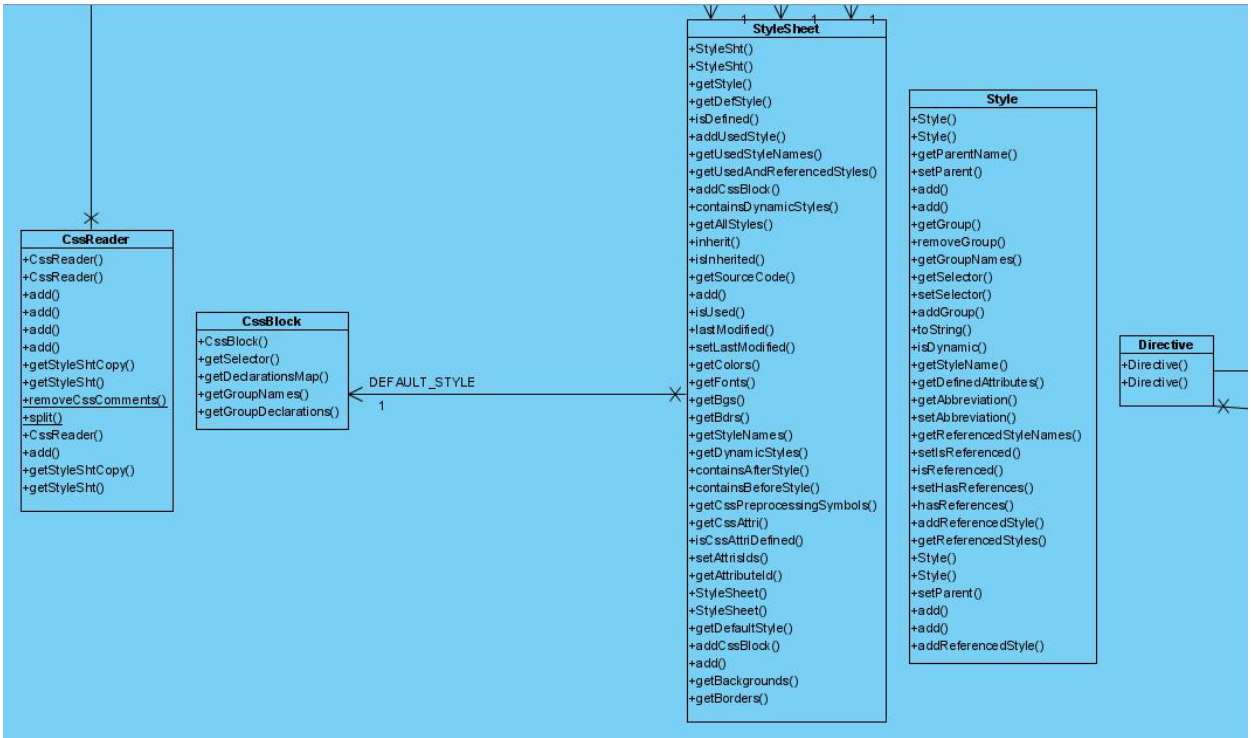 1
1
1
CssReader
+CssReader()
+CssReader()
+add()
+add()
+add()
+add()
+getStyleShtCopy()
+getStyleSht()
+removeCssComments()
+split()
+CssReader()
+add()
+getStyleShtCopy()
+getStyleSht()
CssBlock
+CssBlock()
+getSelector()
+getDeclarationsMap()
+getGroupNames()
+getGroupDeclarations()
DEFAULT_STYLE
1
StyleSheet
+StyleSht()
+StyleSht()
+getStyle()
+getDefStyle()
+isDefined()
+addUsedStyle()
+getUsedStyleNames()
+getUsedAndReferencedStyles()
+addCssBlock()
+containsDynamicStyles()
+getAllStyles()
+inherit()
+isInherited()
+getSourceCode()
+add()
+isUsed()
+lastModified()
+setLastModified()
+getColors()
+getFonts()
+getBgs()
+getBdrs()
+getStyleNames()
+getDynamicStyles()
+containsAfterStyle()
+containsBeforeStyle()
+getCssPreprocessingSymbols()
+getCssAttri()
+isCssAttriDefined()
+setAttrisIds()
+getAttributeId()
+StyleSheet()
+StyleSheet()
+getDefaultStyle()
+addCssBlock()
+add()
+getBackgrounds()
+getBorders()
Style
+Style()
+Style()
+getParentName()
+setParent()
+add()
+add()
+getGroup()
+removeGroup()
+getGroupNames()
+getSelector()
+setSelector()
+addGroup()
+toString()
+isDynamic()
+getStyleName()
+getDefinedAttributes()
+getAbbreviation()
+setAbbreviation()
+getReferencedStyleNames()
+setIsReferenced()
+isReferenced()
+setHasReferences()
+hasReferences()
+addReferencedStyle()
+getReferencedStyles()
+Style()
+Style()
+setParent()
+add()
+add()
+addReferencedStyle()
Directive
+Directive()
+Directive()